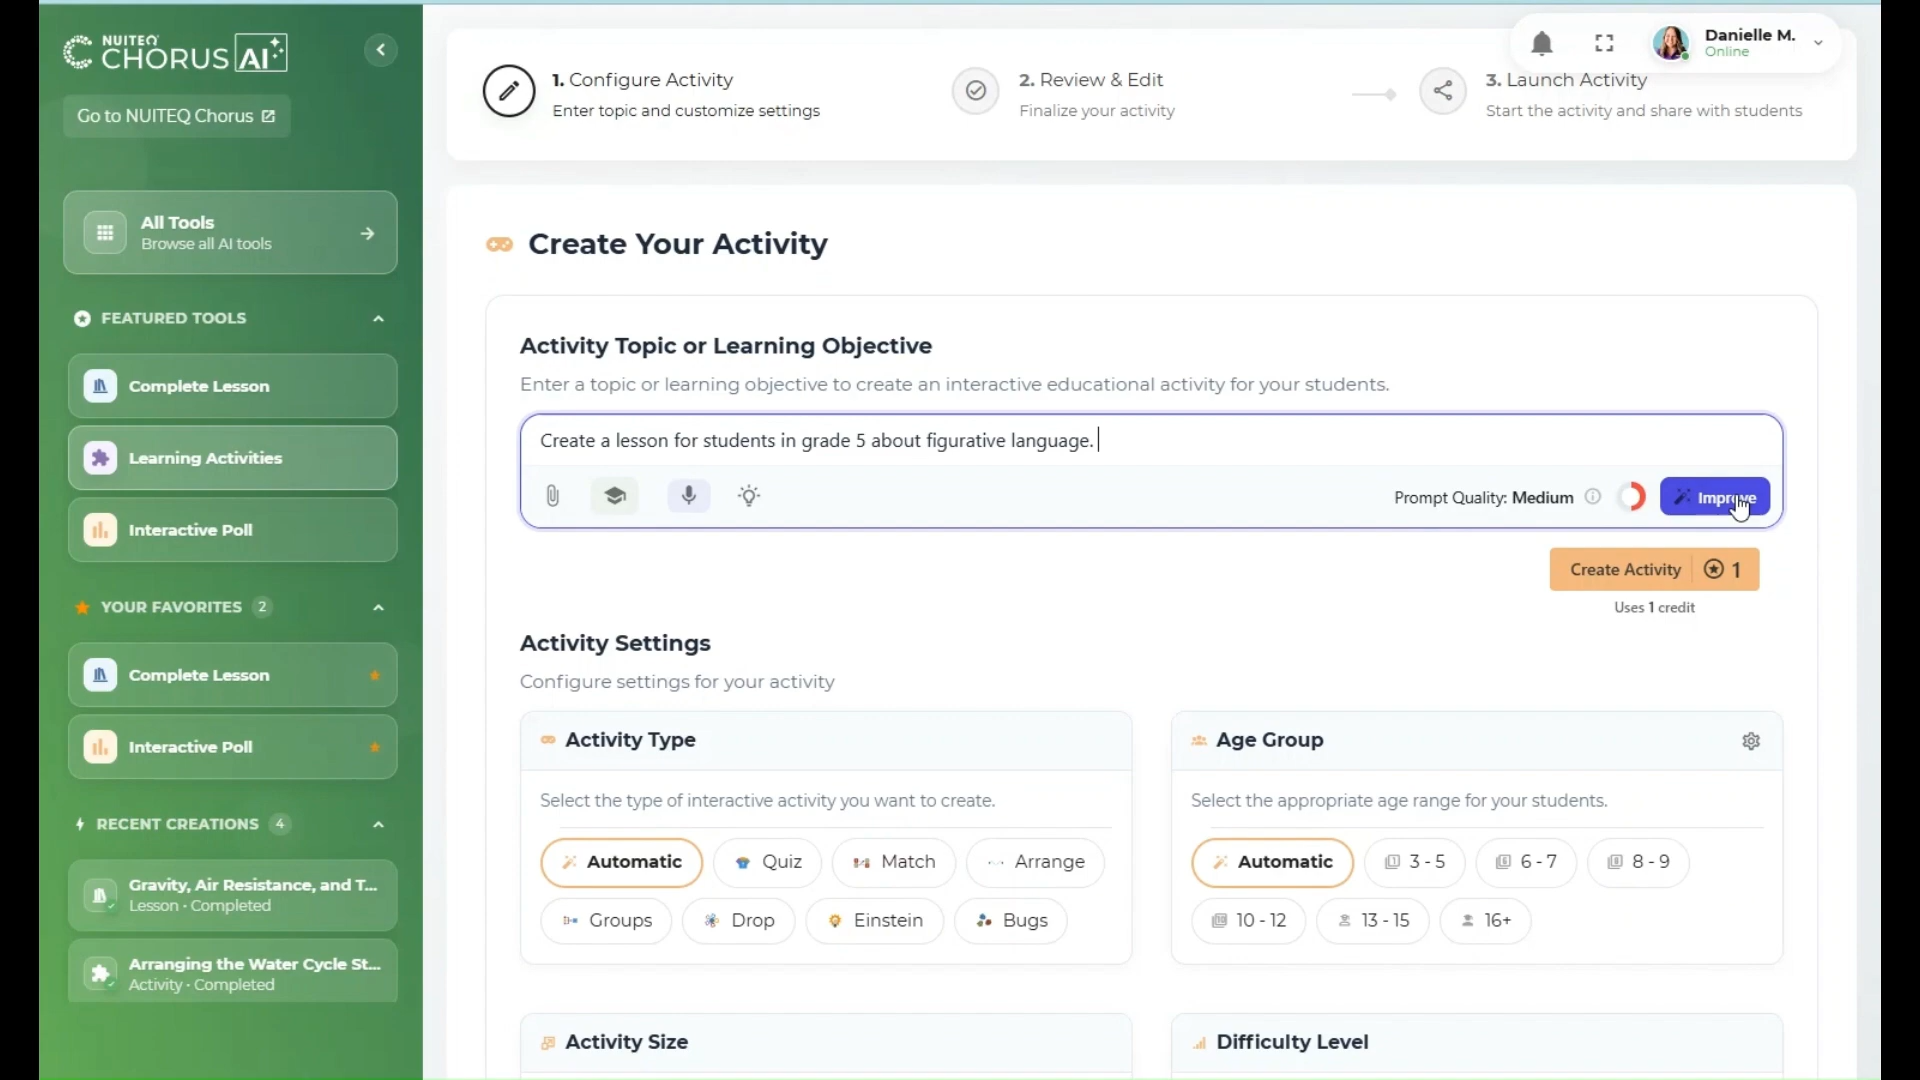 NUITEQ
CHORUS AI
Go to NUITEQ Chorus
All Tools
Browse all AI tools
FEATURED TOOLS
Complete Lesson
Learning Activities
Interactive Poll
YOUR FAVORITES 2
Complete Lesson
Interactive Poll
RECENT CREATIONS 4
Gravity, Air Resistance, and T...
Lesson • Completed
Arranging the Water Cycle St...
Activity • Completed
Danielle M.
Online
1. Configure Activity
Enter topic and customize settings
2. Review & Edit
Finalize your activity
3. Launch Activity
Start the activity and share with students
Create Your Activity
Activity Topic or Learning Objective
Enter a topic or learning objective to create an interactive educational activity for your students.
Create a lesson for students in grade 5 about figurative language.
Prompt Quality: Medium
Improve
Create Activity 1
Uses 1 credit
Activity Settings
Configure settings for your activity
Activity Type
Select the type of interactive activity you want to create.
Automatic Quiz Match Arrange
Groups Drop Einstein Bugs
Age Group
Select the appropriate age range for your students.
Automatic 3 - 5 6 - 7 8 - 9
10 - 12 13 - 15 16+
Activity Size
Difficulty Level